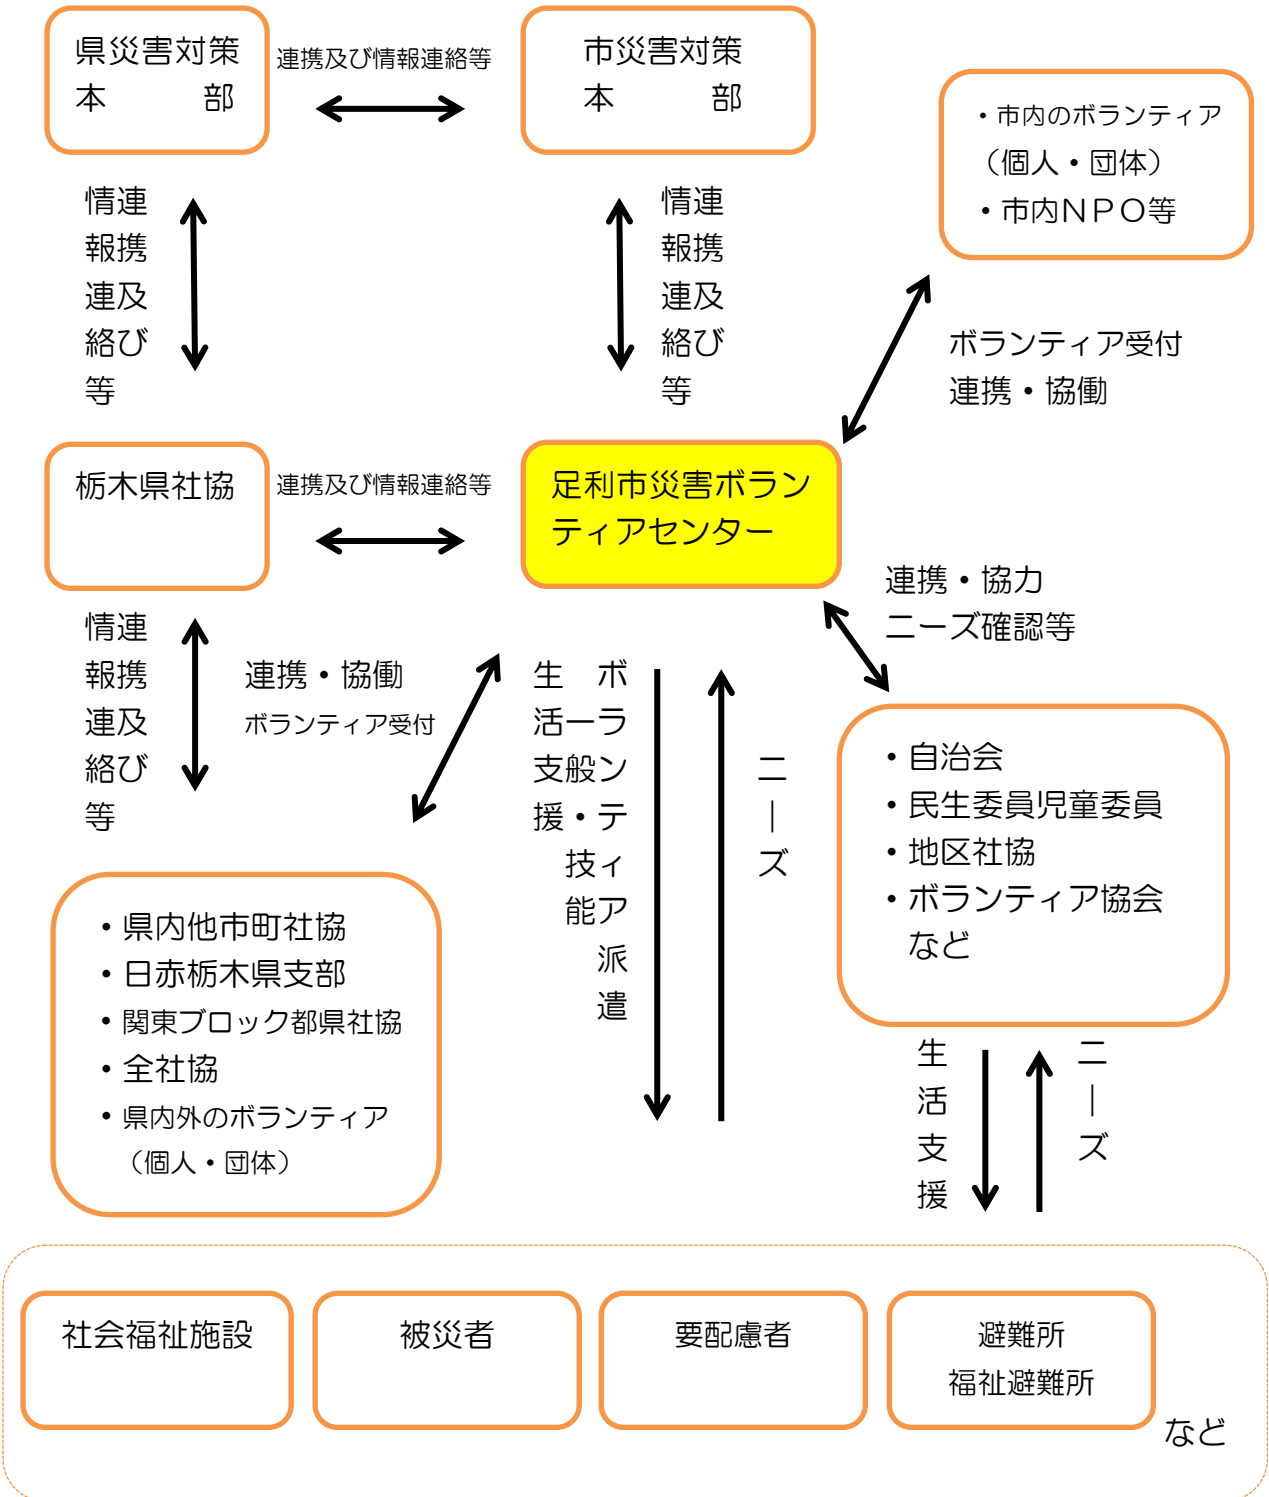 県災害対策
本　　　部
連携及び情報連絡等
市災害対策
本　　　部
・市内のボランティア
（個人・団体）
・市内ＮＰＯ等
連携及び
情報連絡等
連携及び
情報連絡等
ボランティア受付
連携・協働
栃木県社協
連携及び情報連絡等
足利市災害ボラン
ティアセンター
連携・協力
ニーズ確認等
連携及び
情報連絡等
連携・協働
ボランティア受付
ボランティア派遣
一般・技能
生活支援
ニーズ
・自治会
・民生委員児童委員
・地区社協
・ボランティア協会
など
・県内他市町社協
・日赤栃木県支部
・関東ブロック都県社協
・全社協
・県内外のボランティア
（個人・団体）
生活支援
ニーズ
社会福祉施設
被災者
要配慮者
避難所
福祉避難所
など